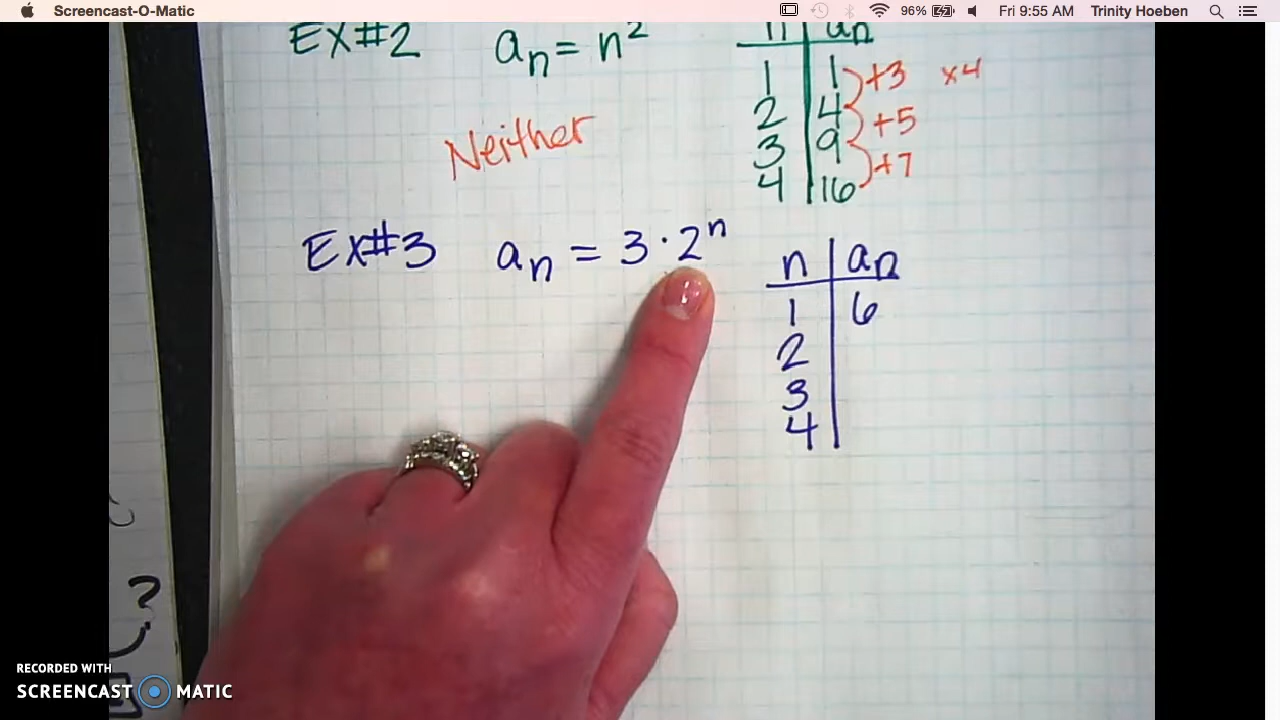 Screencast-O-Matic 96% Fri 9:55 AM Trinity Hoeben
EX#2 aₙ = n²
n | aₙ
1 | 1 +3 x4
2 | 4 +5
3 | 9 +7
4 | 16
Neither
EX#3 aₙ = 3 · 2ⁿ
n | aₙ
1 | 6
2
3
4
?
RECORDED WITH
SCREENCAST MATIC